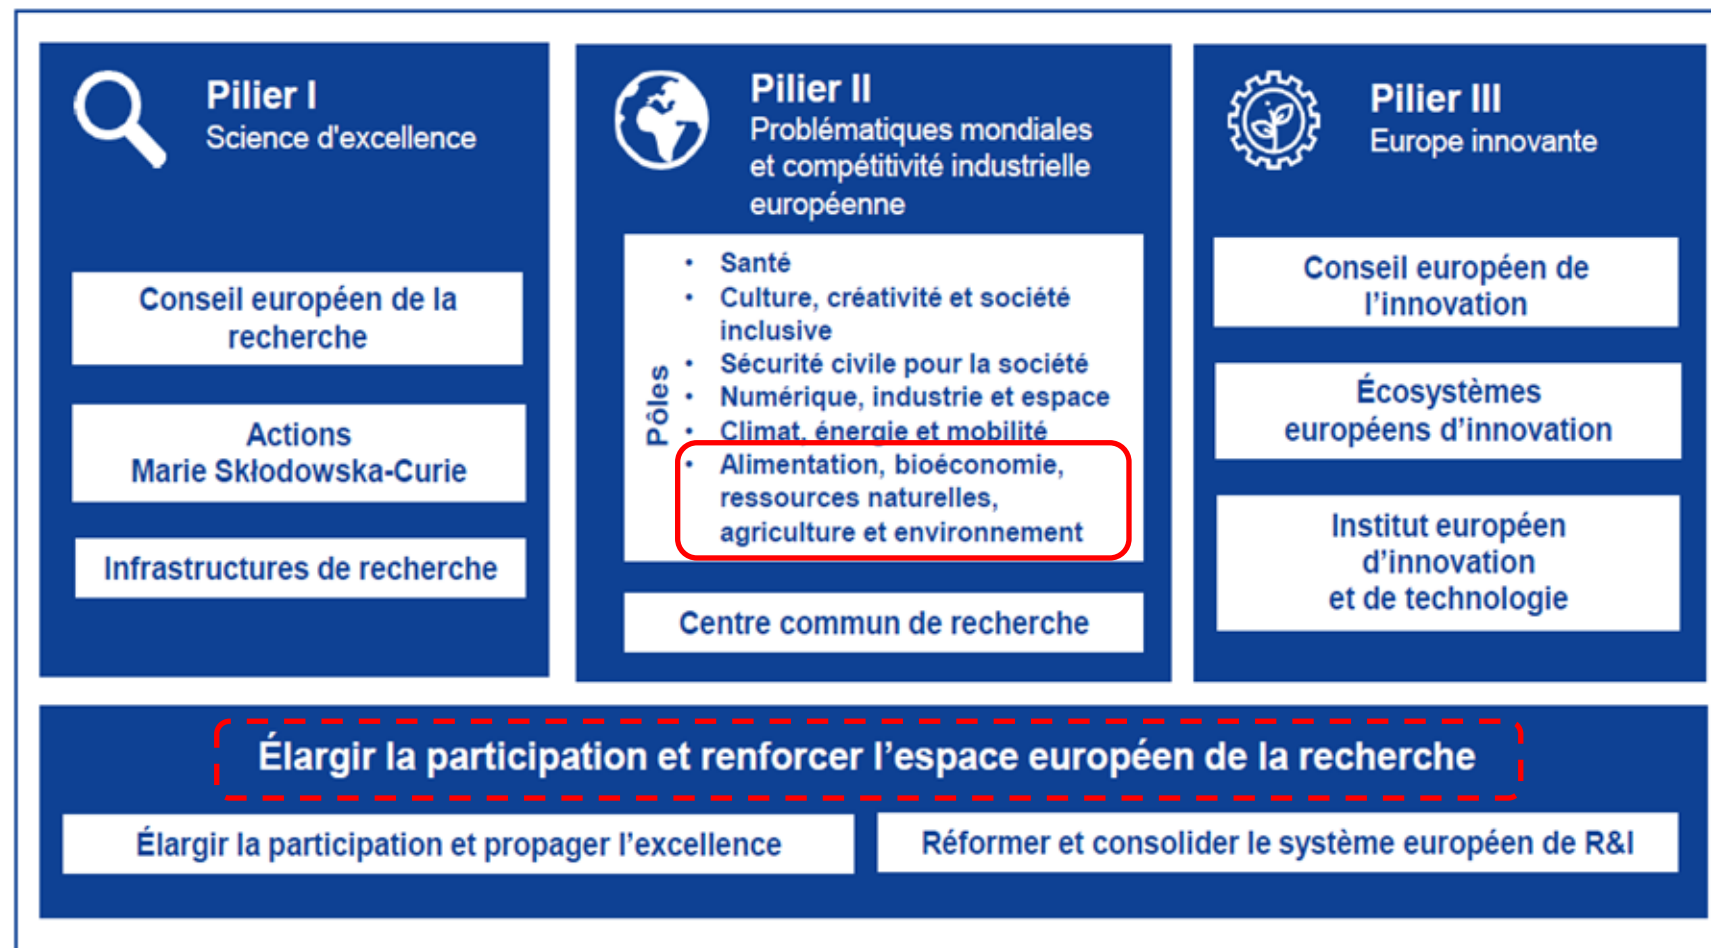 Pilier I
Science d'excellence
Conseil européen de la
recherche
Actions
Marie Skłodowska-Curie
Infrastructures de recherche
Pilier II
Problématiques mondiales
et compétitivité industrielle
européenne
Pôles
• Santé
• Culture, créativité et société
inclusive
• Sécurité civile pour la société
• Numérique, industrie et espace
• Climat, énergie et mobilité
• Alimentation, bioéconomie,
ressources naturelles,
agriculture et environnement
Centre commun de recherche
Pilier III
Europe innovante
Conseil européen de
l’innovation
Écosystèmes
européens d’innovation
Institut européen
d’innovation
et de technologie
Élargir la participation et renforcer l’espace européen de la recherche
Élargir la participation et propager l’excellence
Réformer et consolider le système européen de R&I